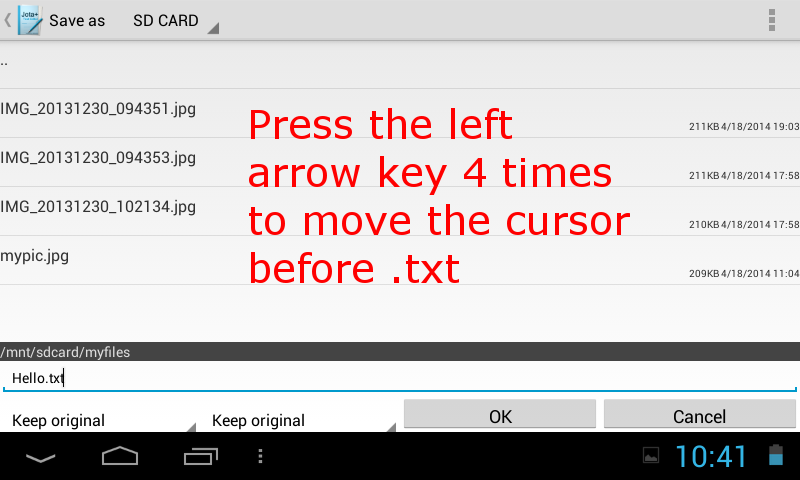 Jota+ Save as SD CARD
..
IMG_20131230_094351.jpg
211KB 4/18/2014 19:03
IMG_20131230_094353.jpg
211KB 4/18/2014 17:58
IMG_20131230_102134.jpg
210KB 4/18/2014 17:58
mypic.jpg
209KB 4/18/2014 11:04
Press the left
arrow key 4 times
to move the cursor
before .txt
/mnt/sdcard/myfiles
Hello.txt
Keep original Keep original OK Cancel
10:41